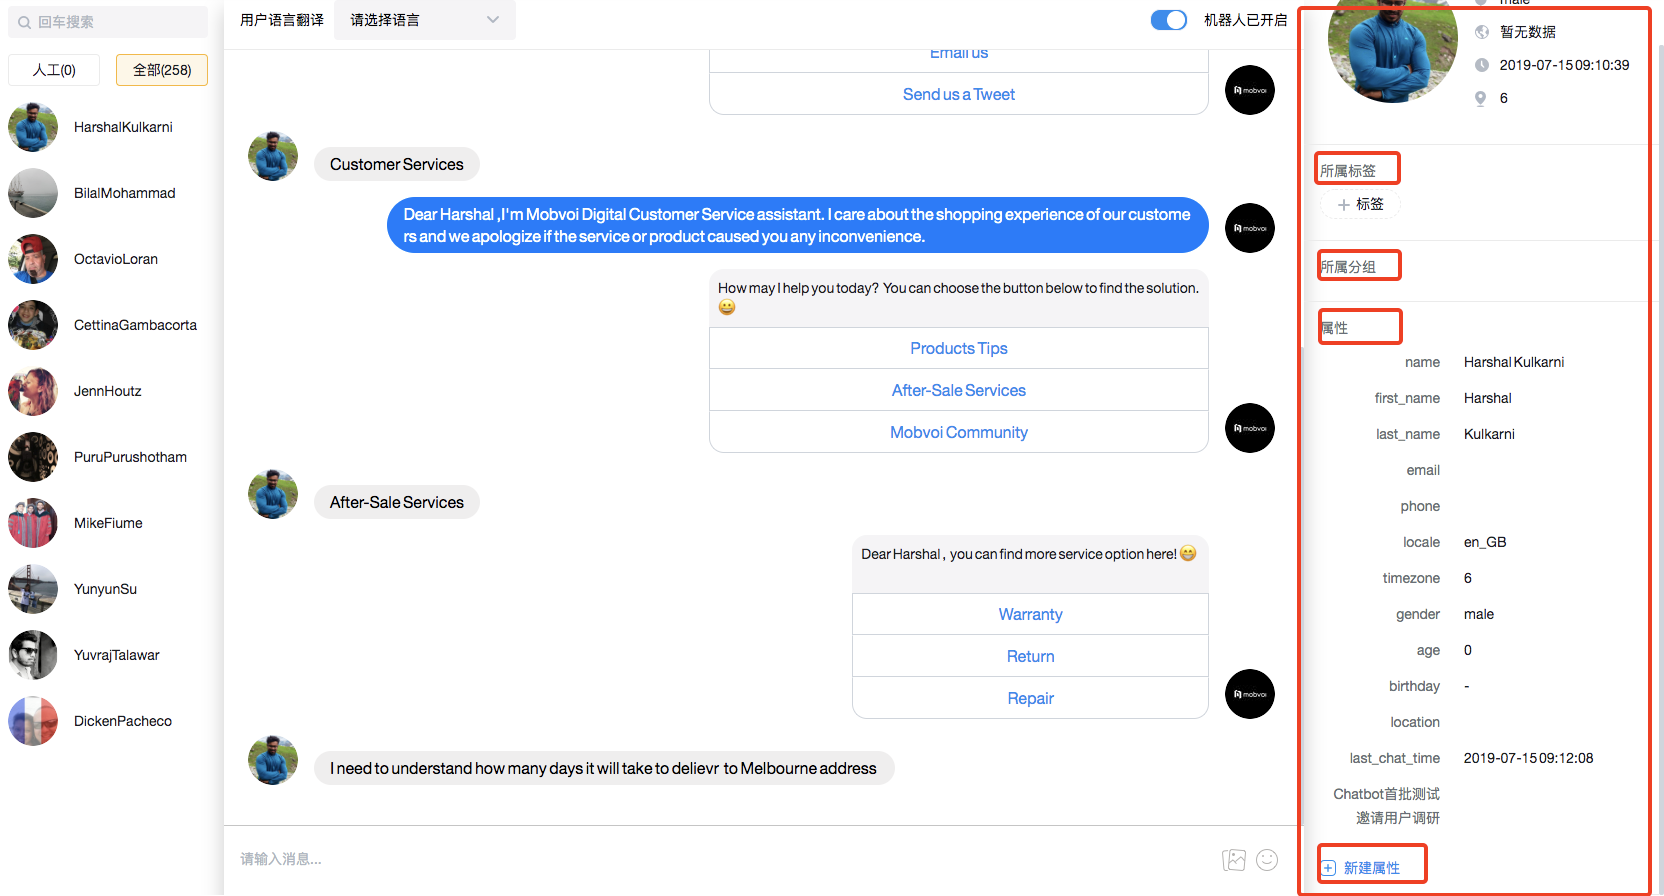 回车搜索
人工(0)
全部(258)
HarshalKulkarni
BilalMohammad
OctavioLoran
CettinaGambacorta
JennHoutz
PuruPurushotham
MikeFiume
YunyunSu
YuvrajTalawar
DickenPacheco
用户语言翻译
请选择语言
机器人已开启
Email us
Send us a Tweet
mobvoi
Customer Services
Dear Harshal ,I'm Mobvoi Digital Customer Service assistant. I care about the shopping experience of our custome
rs and we apologize if the service or product caused you any inconvenience.
mobvoi
How may I help you today? You can choose the button below to find the solution.
😀
Products Tips
After-Sale Services
Mobvoi Community
mobvoi
After-Sale Services
Dear Harshal , you can find more service option here! 😁
Warranty
Return
Repair
mobvoi
I need to understand how many days it will take to delievr to Melbourne address
请输入消息...
male
暂无数据
2019-07-15 09:10:39
6
所属标签
标签
所属分组
属性
name Harshal Kulkarni
first_name Harshal
last_name Kulkarni
email
phone
locale en_GB
timezone 6
gender male
age 0
birthday -
location
last_chat_time 2019-07-15 09:12:08
Chatbot首批测试
邀请用户调研
新建属性